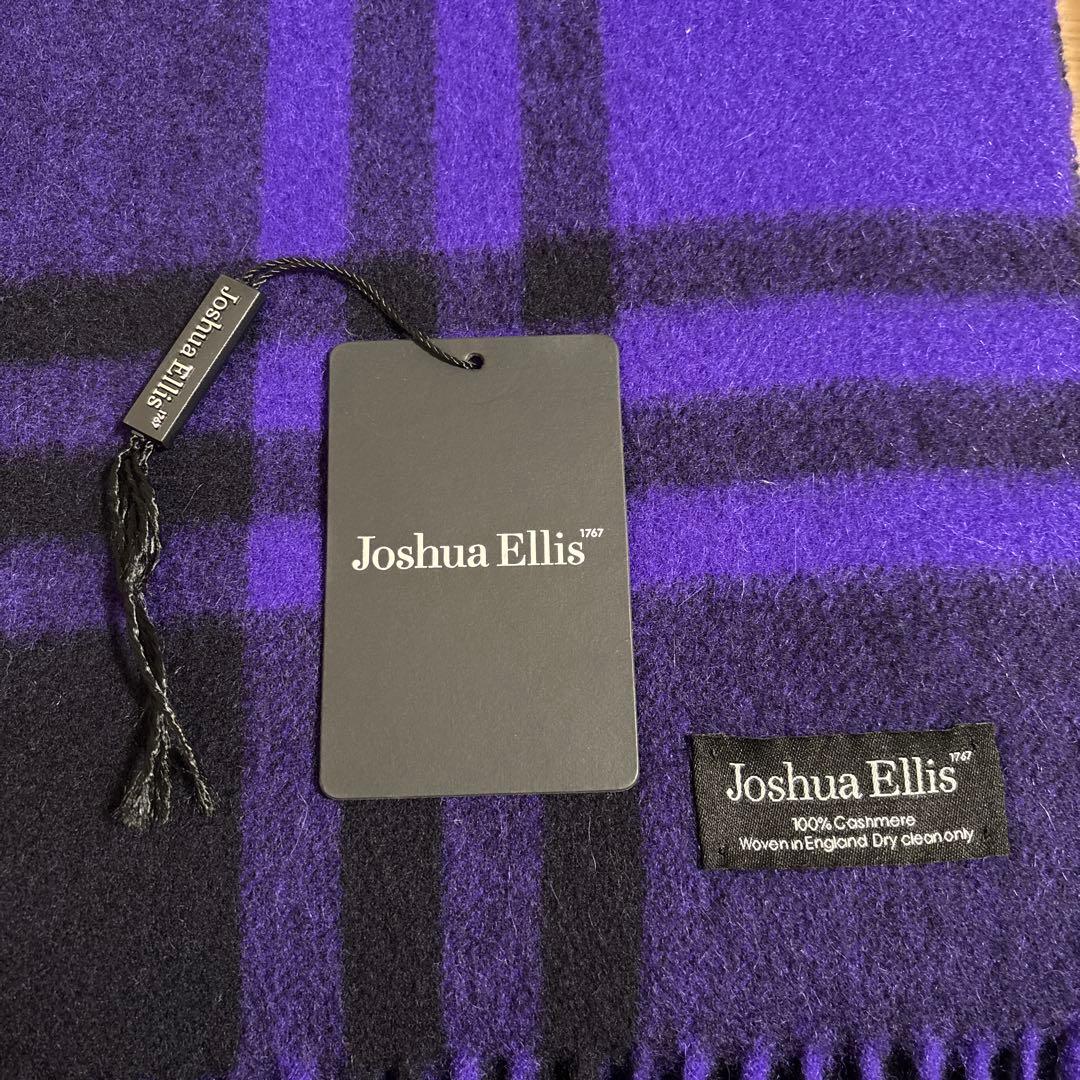 Joshua Ellis 1767
Joshua Ellis 1767
Joshua Ellis 1767
100% Cashmere
Woven in England Dry clean only